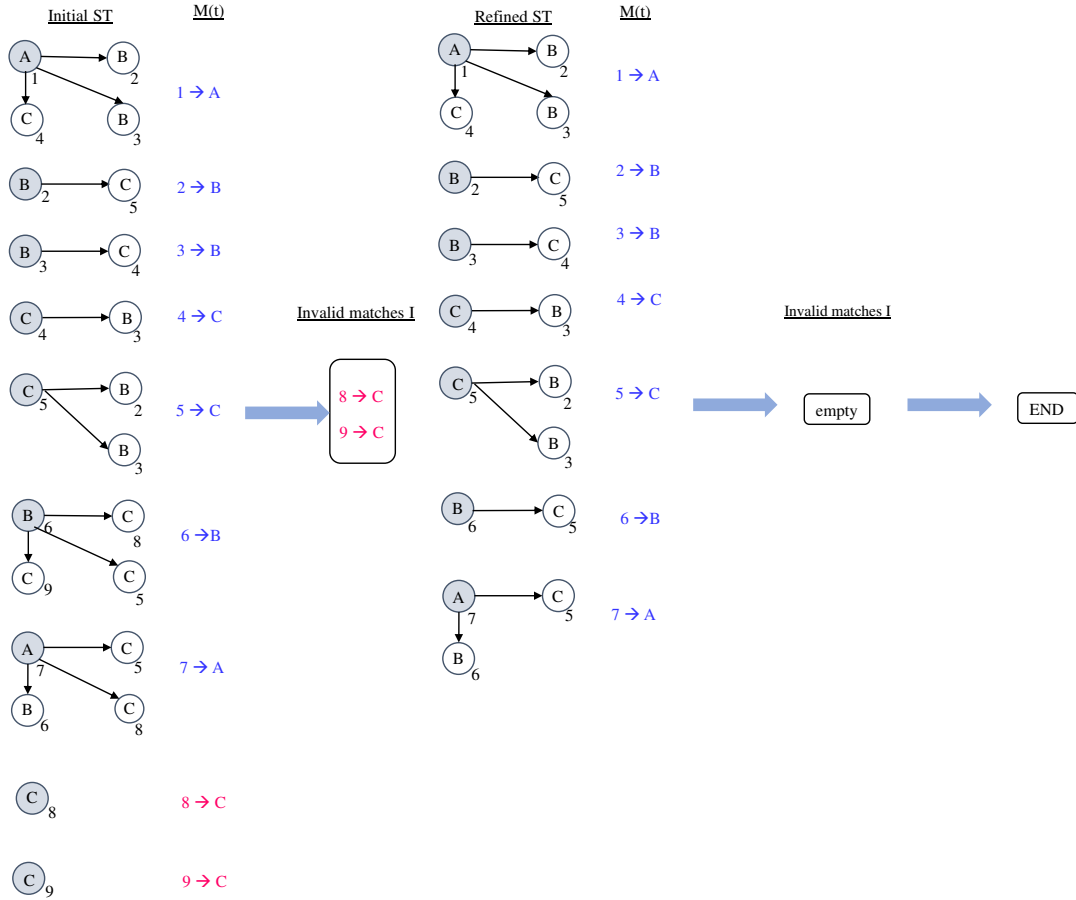 Initial ST
M(t)
A
1
B
2
C
4
B
3
1 → A
B
2
C
5
2 → B
B
3
C
4
3 → B
C
4
B
3
4 → C
C
5
B
2
B
3
5 → C
B
6
C
8
C
9
C
5
6 →B
A
7
C
5
B
6
C
8
7 → A
C
8
8 → C
C
9
9 → C
Invalid matches I
8 → C
9 → C
Refined ST
M(t)
A
1
B
2
C
4
B
3
1 → A
B
2
C
5
2 → B
B
3
C
4
3 → B
C
4
B
3
4 → C
C
5
B
2
B
3
5 → C
B
6
C
5
6 →B
A
7
C
5
B
6
7 → A
Invalid matches I
empty
END